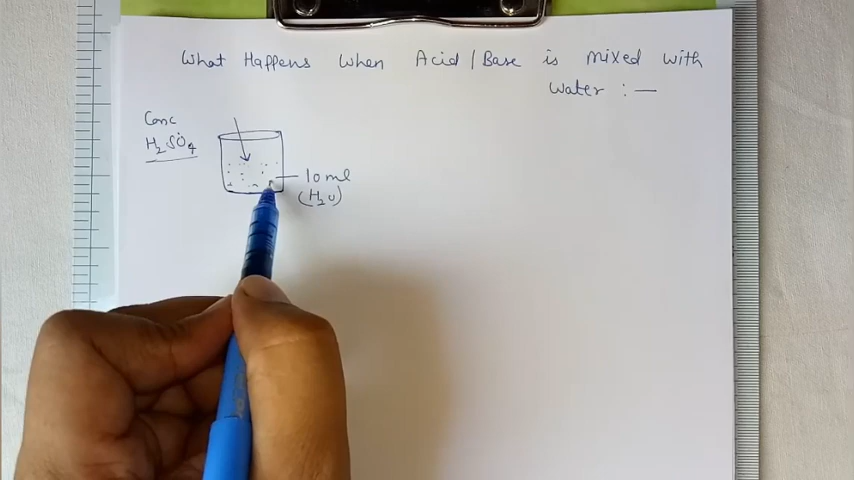 What Happens when Acid / Base is mixed with
Water : —
Conc
H₂SO₄
10 ml
(H₂O)